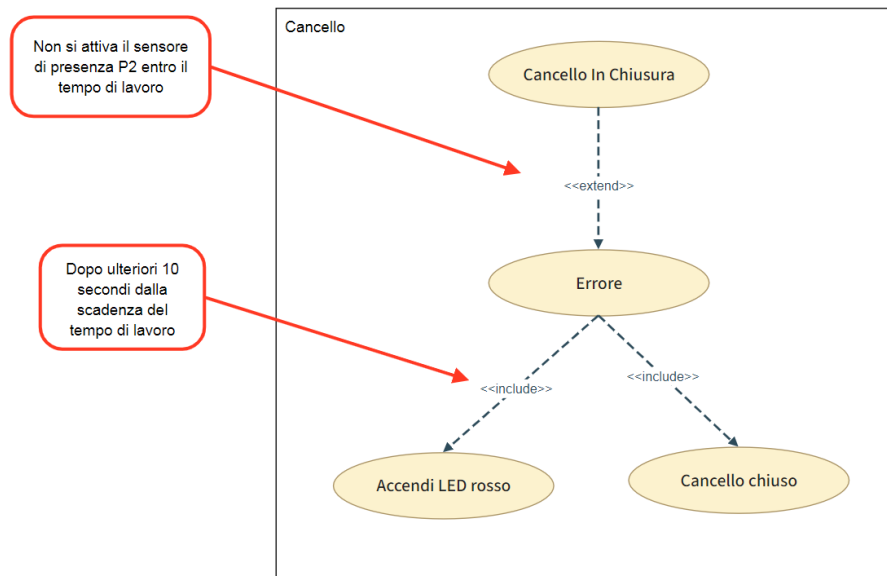 Cancello
Non si attiva il sensore
di presenza P2 entro il
tempo di lavoro
Cancello In Chiusura
<<extend>>
Errore
Dopo ulteriori 10
secondi dalla
scadenza del
tempo di lavoro
<<include>>
<<include>>
Accendi LED rosso
Cancello chiuso